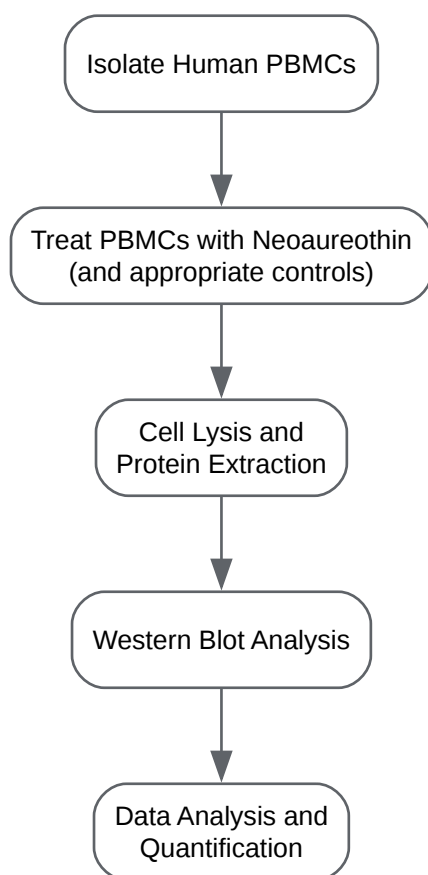 Isolate Human PBMCs
Treat PBMCs with Neoaureothin
(and appropriate controls)
Cell Lysis and
Protein Extraction
Western Blot Analysis
Data Analysis and
Quantification